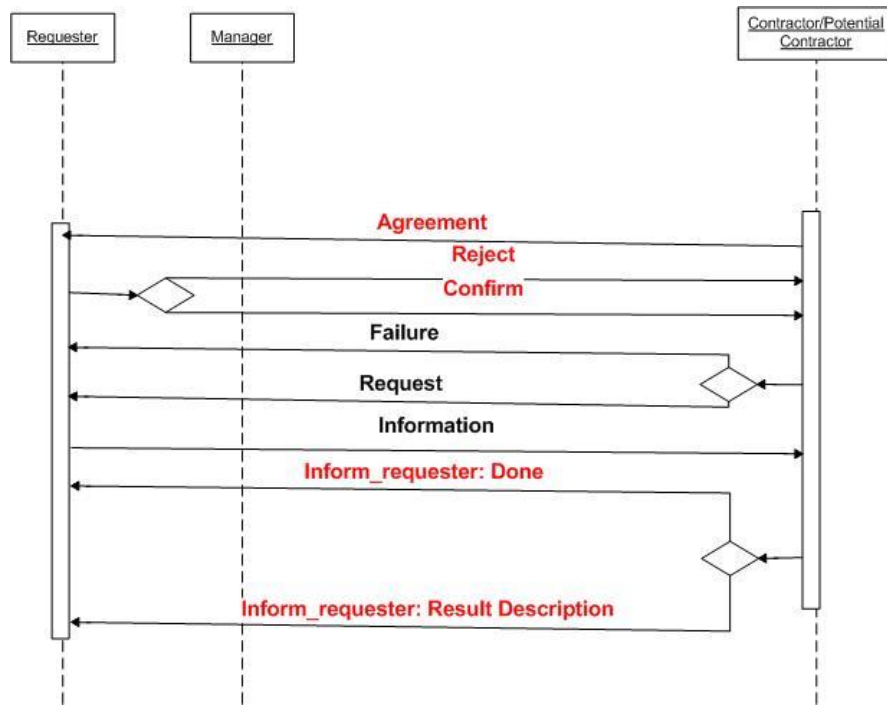 Requester
Manager
Contractor/Potential
Contractor
Agreement
Reject
Confirm
Failure
Request
Information
Inform_requester: Done
Inform_requester: Result Description